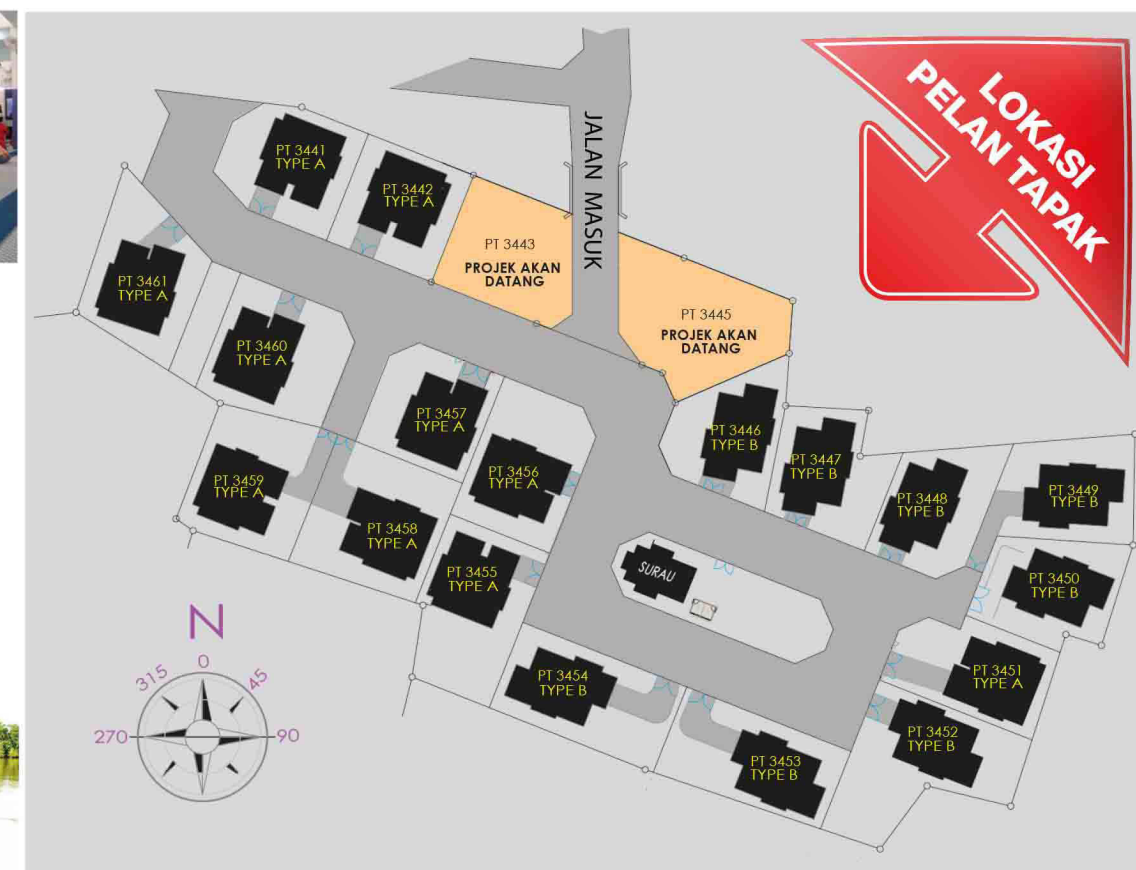 LOKASI
PELAN TAPAK
JALAN MASUK
PT 3441
TYPE A
PT 3442
TYPE A
PT 3443
PROJEK AKAN
DATANG
PT 3445
PROJEK AKAN
DATANG
PT 3461
TYPE A
PT 3460
TYPE A
PT 3457
TYPE A
PT 3456
TYPE A
PT 3446
TYPE B
PT 3447
TYPE B
PT 3448
TYPE B
PT 3449
TYPE B
PT 3459
TYPE A
PT 3458
TYPE A
PT 3455
TYPE A
SURAU
PT 3450
TYPE B
PT 3454
TYPE B
PT 3451
TYPE A
PT 3452
TYPE B
PT 3453
TYPE B
N
0
315
45
270
90